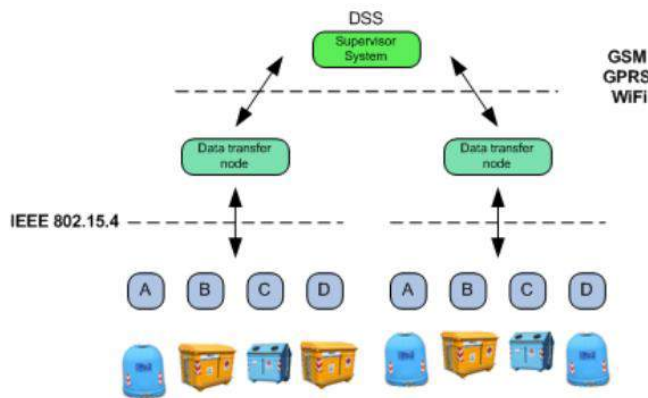 DSS
Supervisor
System
GSM
GPRS
WiFi
Data transfer
node
Data transfer
node
IEEE 802.15.4
A B C D A B C D